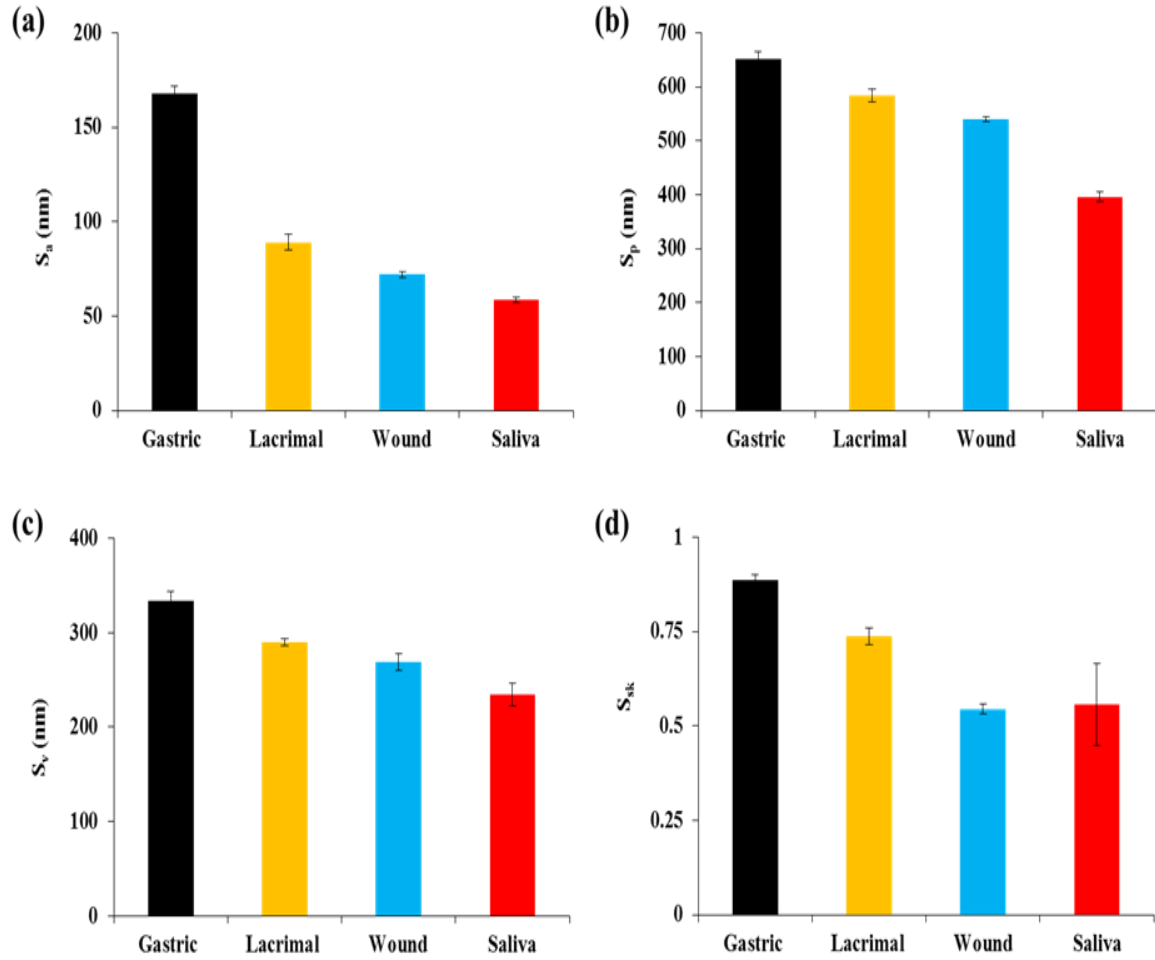 (a)
200
150
100
50
0
Sa (nm)
Gastric Lacrimal Wound Saliva
(b)
700
600
500
400
300
200
100
0
Sp (nm)
Gastric Lacrimal Wound Saliva
(c)
400
300
200
100
0
Sv (nm)
Gastric Lacrimal Wound Saliva
(d)
1
0.75
0.5
0.25
0
Ssk
Gastric Lacrimal Wound Saliva